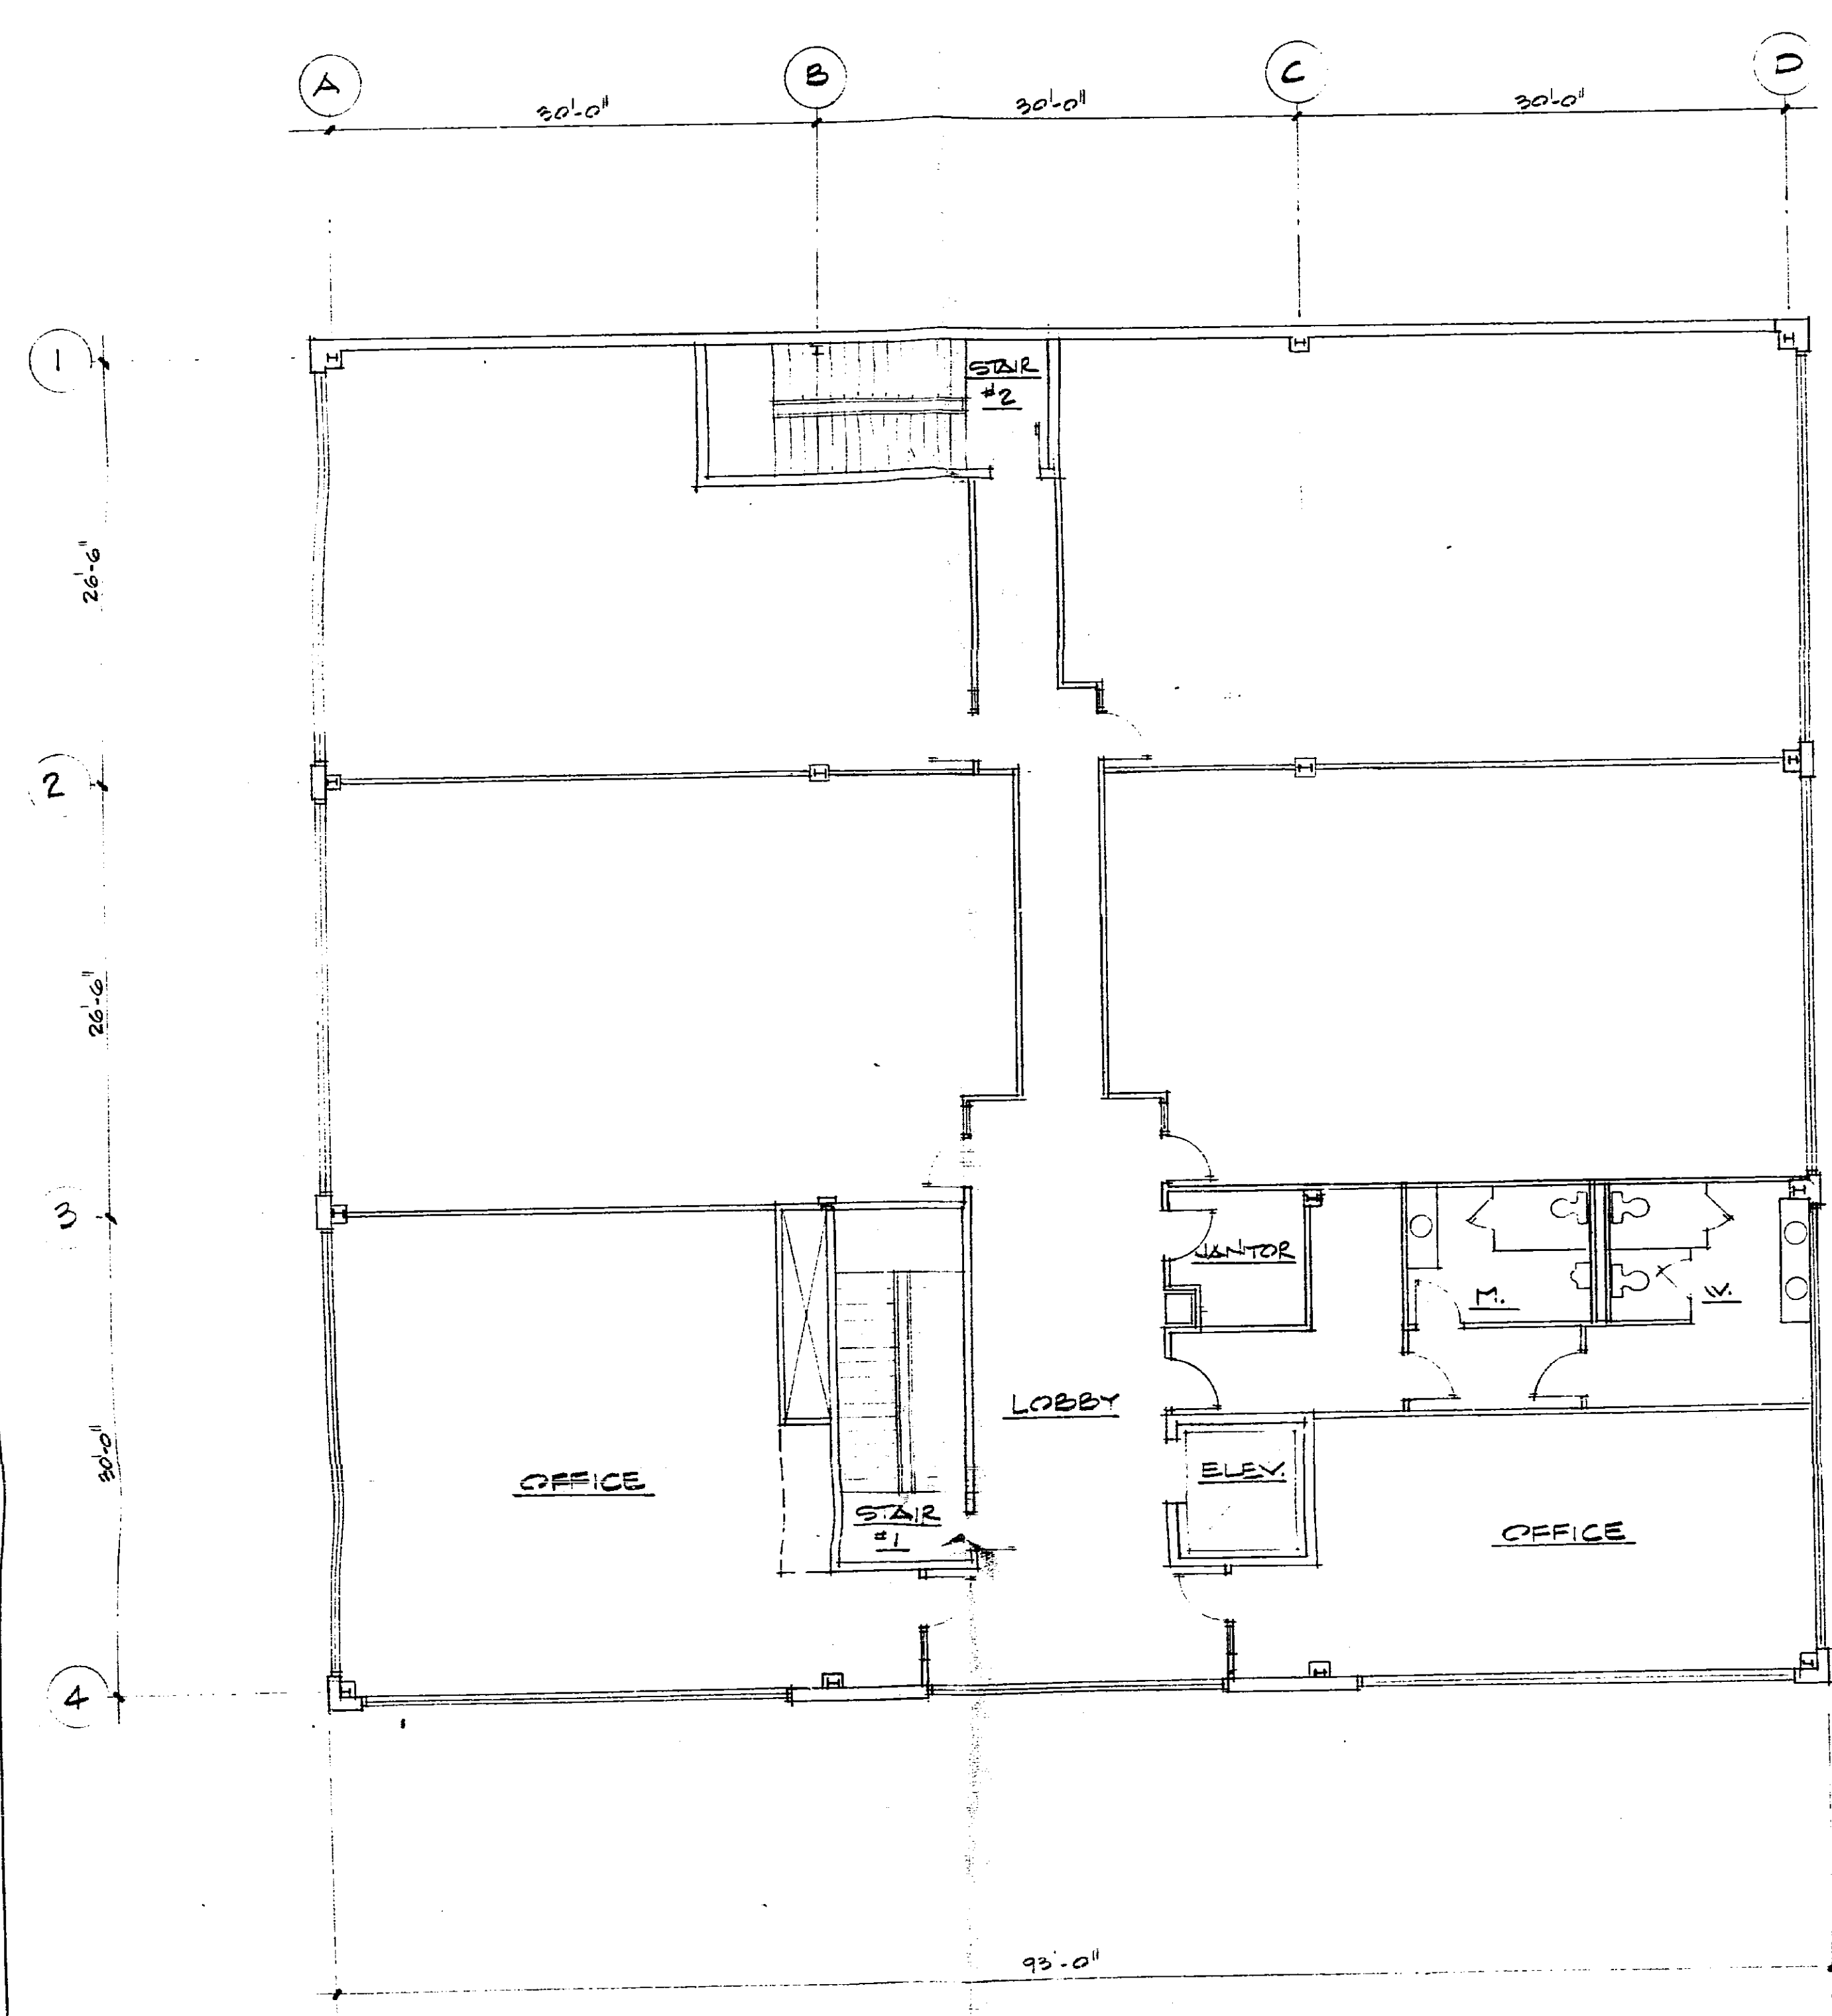 A
B
C
D
30'-0"
30'-0"
30'-0"
1
STAIR
#2
26'-6"
2
26'-6"
3
JANTOR
M.
W.
LOBBY
30'-0"
OFFICE
ELEV.
STAIR
#1
OFFICE
4
93'-0"